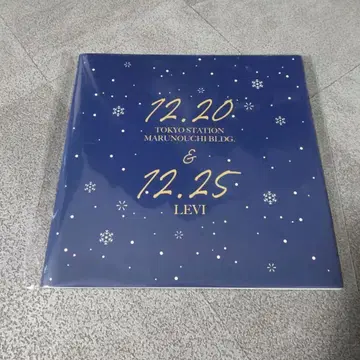 12.20
TOKYO STATION
MARUNOUCHI BLDG.
&
12.25
LEVI